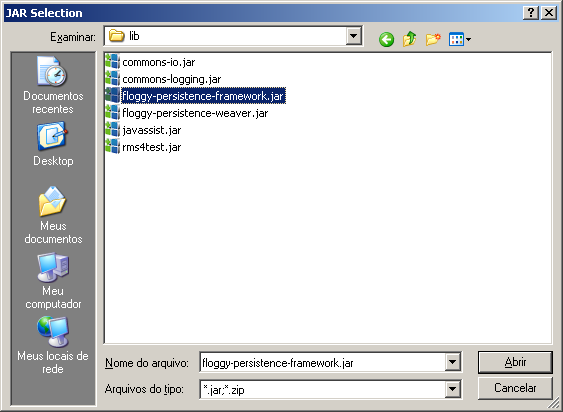 JAR Selection
Examinar:
lib
Documentos
recentes
Desktop
Meus
documentos
Meu
computador
Meus locais de
rede
commons-io.jar
commons-logging.jar
floggy-persistence-framework.jar
floggy-persistence-weaver.jar
javassist.jar
rms4test.jar
Nome do arquivo:
floggy-persistence-framework.jar
Abrir
Arquivos do tipo:
*.jar;*.zip
Cancelar